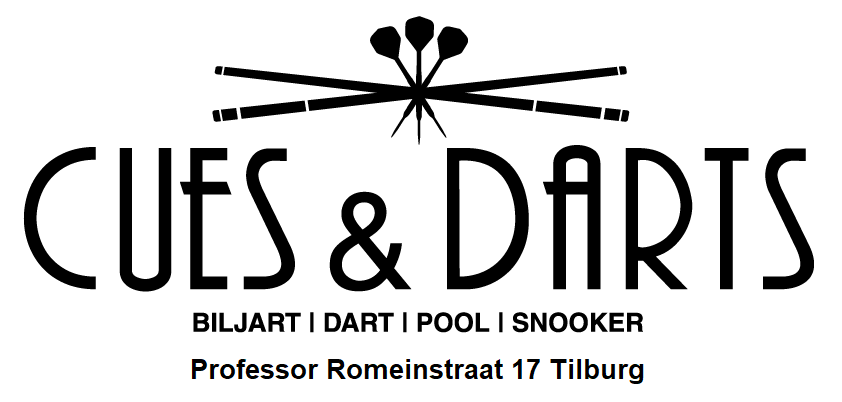 CUES & DARTS
BILJART | DART | POOL | SNOOKER
Professor Romeinstraat 17 Tilburg